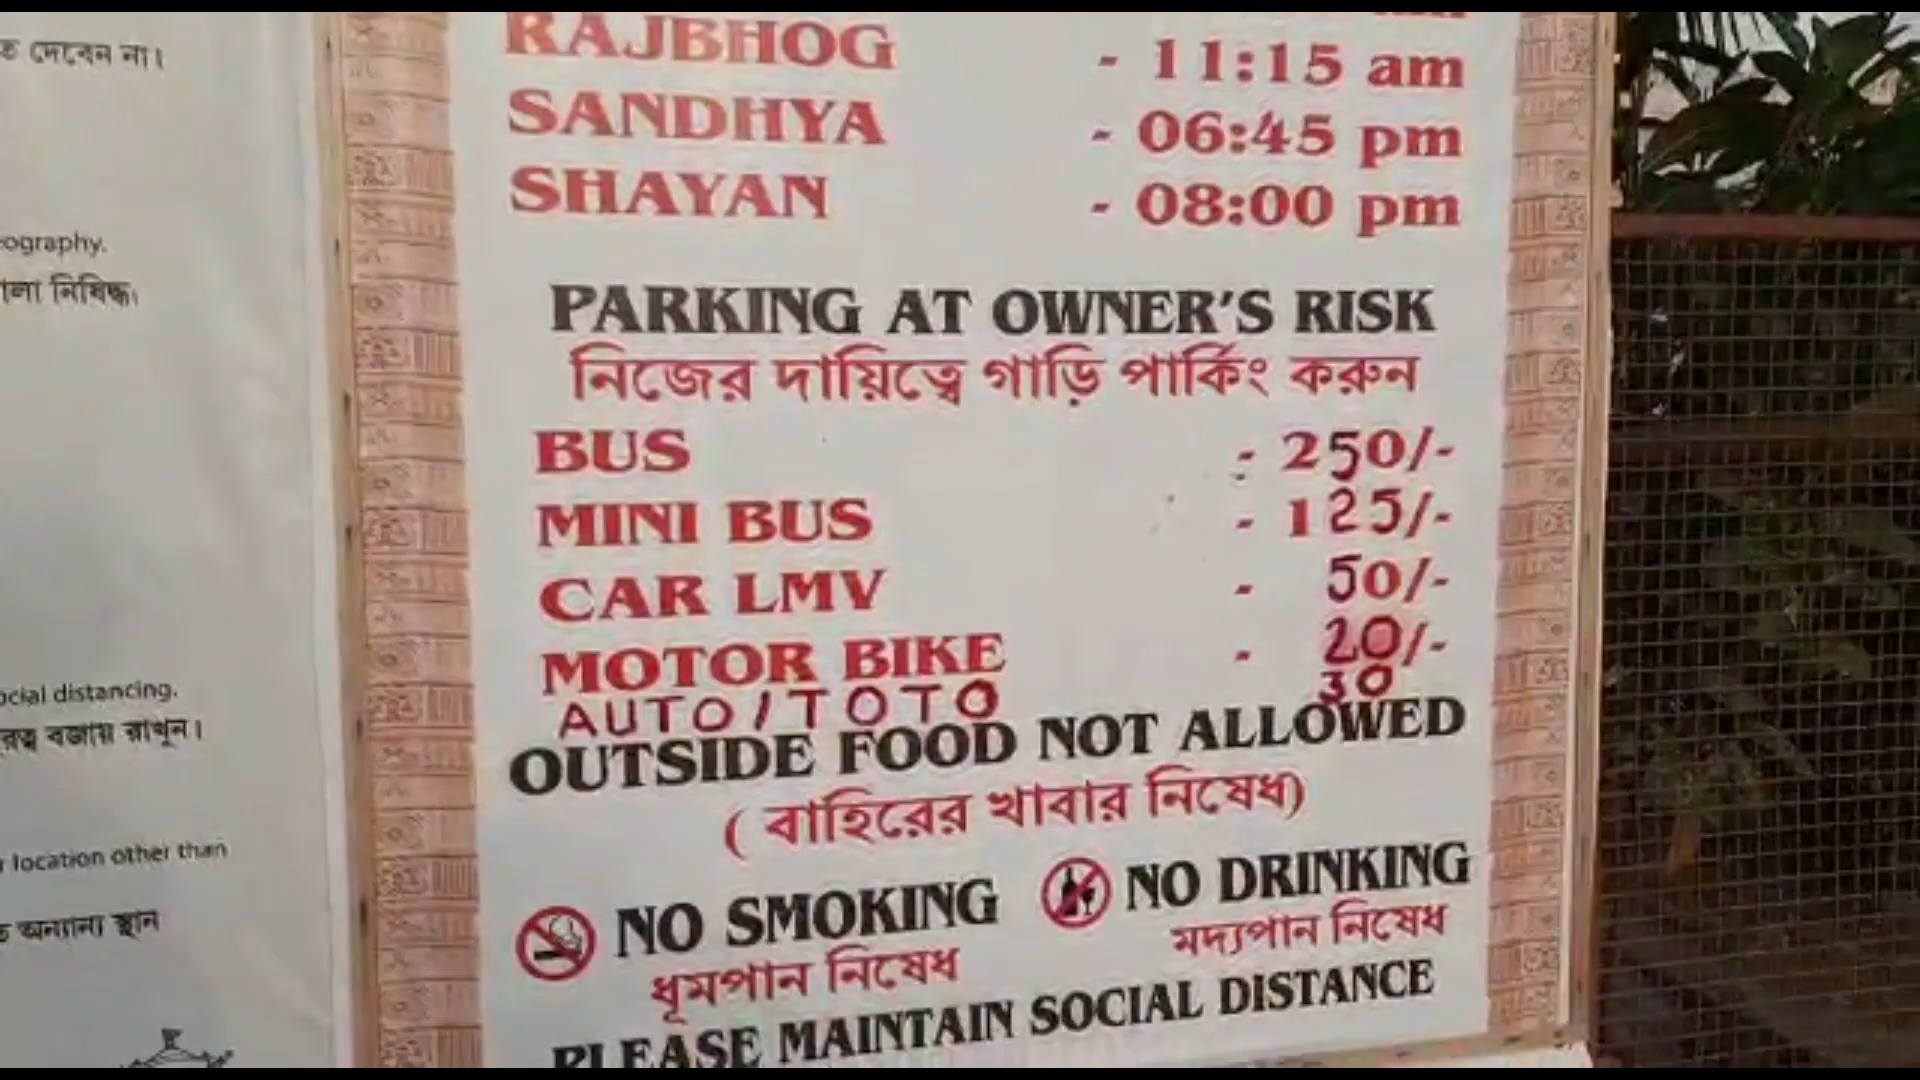 ত দেবেন না।
eography.
লা নিষিদ্ধ।
ocial distancing.
রত্ব বজায় রাখুন।
location other than
ত অন্যান্য স্থান
RAJBHOG - 11:15 am
SANDHYA - 06:45 pm
SHAYAN - 08:00 pm
PARKING AT OWNER'S RISK
নিজের দায়িত্বে গাড়ি পার্কিং করুন
BUS - 250/-
MINI BUS - 125/-
CAR LMV - 50/-
MOTOR BIKE - 20/-
AUTO/TOTO 30
OUTSIDE FOOD NOT ALLOWED
( বাহিরের খাবার নিষেধ)
NO SMOKING NO DRINKING
ধূমপান নিষেধ মদ্যপান নিষেধ
PLEASE MAINTAIN SOCIAL DISTANCE